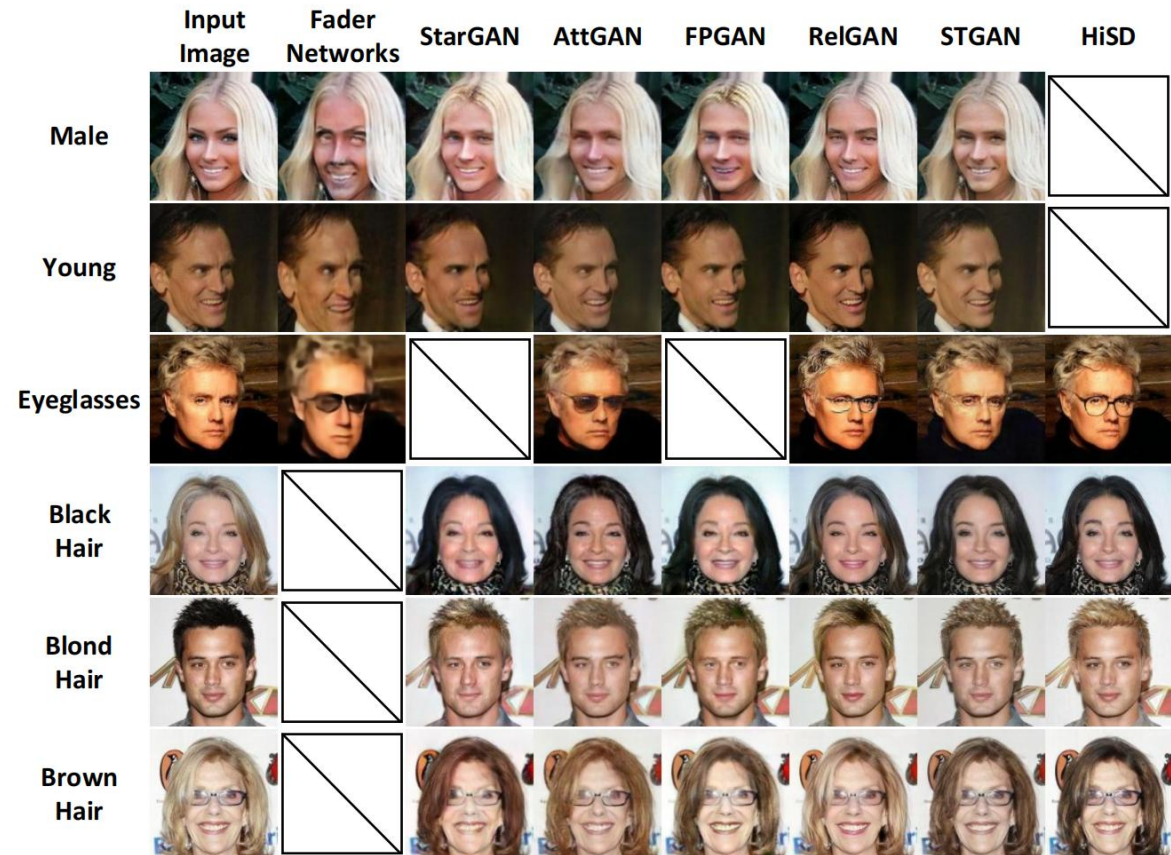 Input Image
Fader Networks
StarGAN
AttGAN
FPGAN
RelGAN
STGAN
HiSD
Male
Young
Eyeglasses
Black Hair
Blond Hair
Brown Hair